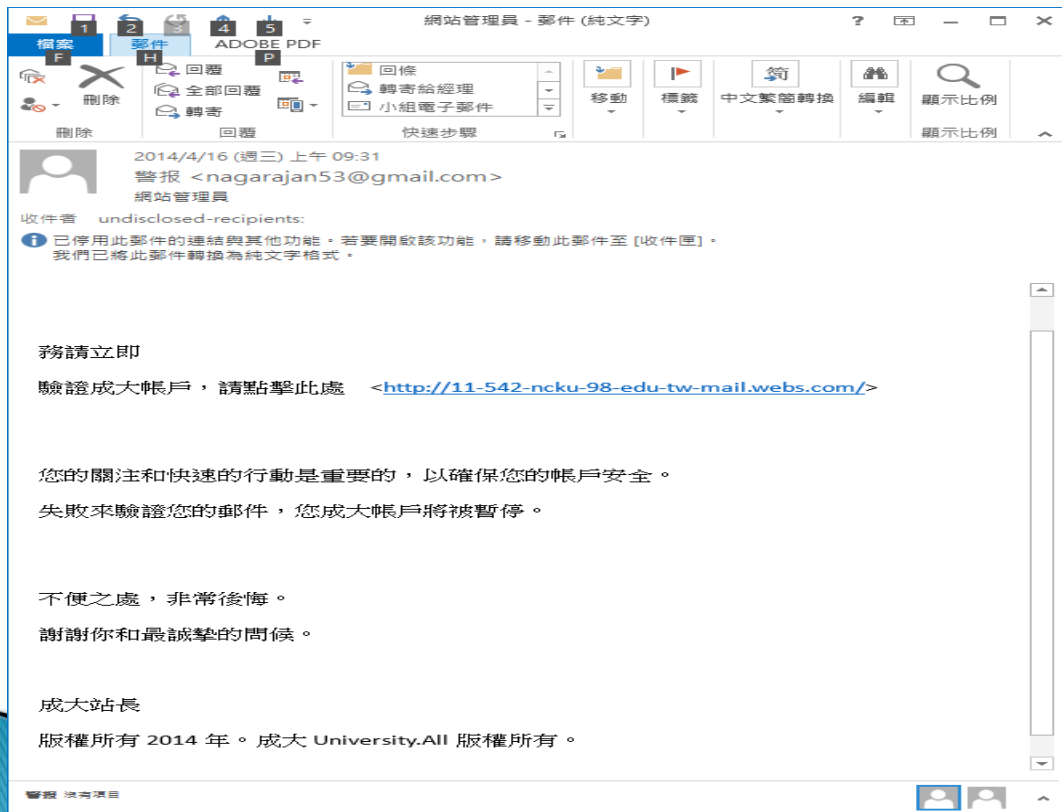 1 2 3 4 5
網站管理員 - 郵件 (純文字)
檔案 郵件 ADOBE PDF
F H P
刪除
回覆
全部回覆
轉寄
回條
轉寄給經理
小組電子郵件
移動
標籤
中文繁簡轉換
简
編輯
顯示比例
刪除 回覆 快速步驟 顯示比例
2014/4/16 (週三) 上午 09:31
警报 <nagarajan53@gmail.com>
網站管理員
收件者 undisclosed-recipients:
已停用此郵件的連結與其他功能。若要開啟該功能，請移動此郵件至 [收件匣]。
我們已將此郵件轉換為純文字格式。
務請立即
驗證成大帳戶，請點擊此處 <http://11-542-ncku-98-edu-tw-mail.webs.com/>
您的關注和快速的行動是重要的，以確保您的帳戶安全。
失敗來驗證您的郵件，您成大帳戶將被暫停。
不便之處，非常後悔。
謝謝你和最誠摯的問候。
成大站長
版權所有 2014 年。成大 University.All 版權所有。
警报 沒有項目